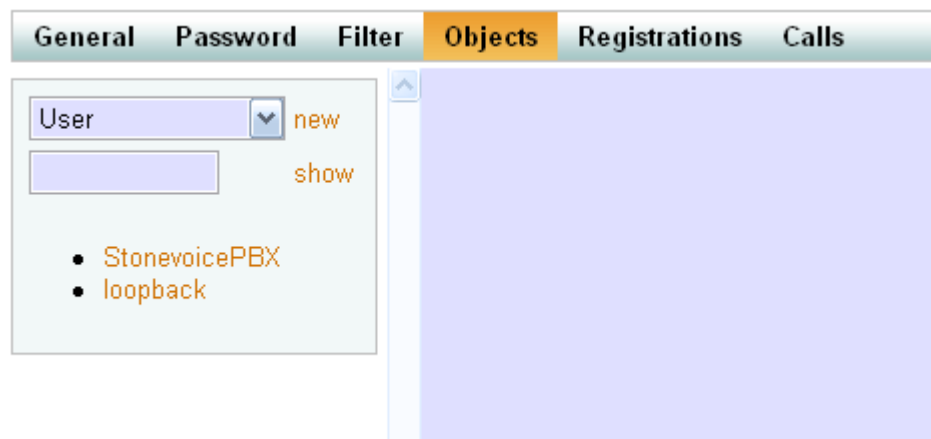 General Password Filter Objects Registrations Calls
User new
show
StonevoicePBX
loopback